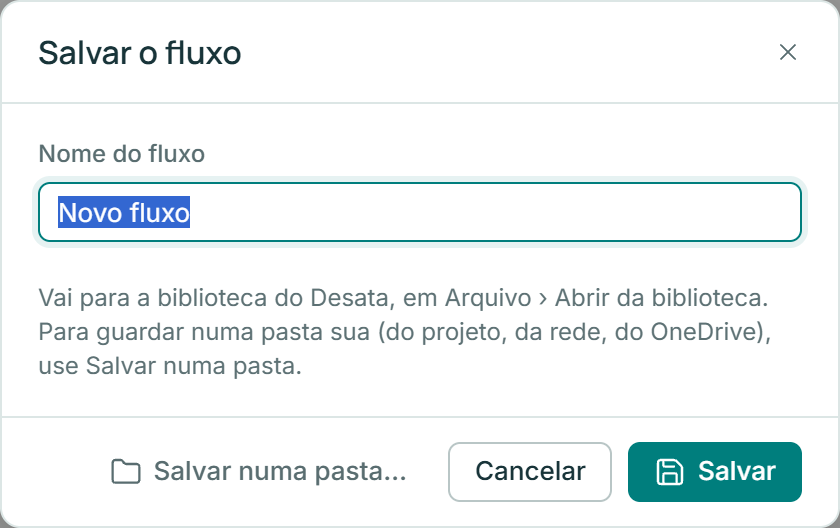 Salvar o fluxo
Nome do fluxo
Novo fluxo
Vai para a biblioteca do Desata, em Arquivo › Abrir da biblioteca.
Para guardar numa pasta sua (do projeto, da rede, do OneDrive),
use Salvar numa pasta.
Salvar numa pasta...
Cancelar
Salvar